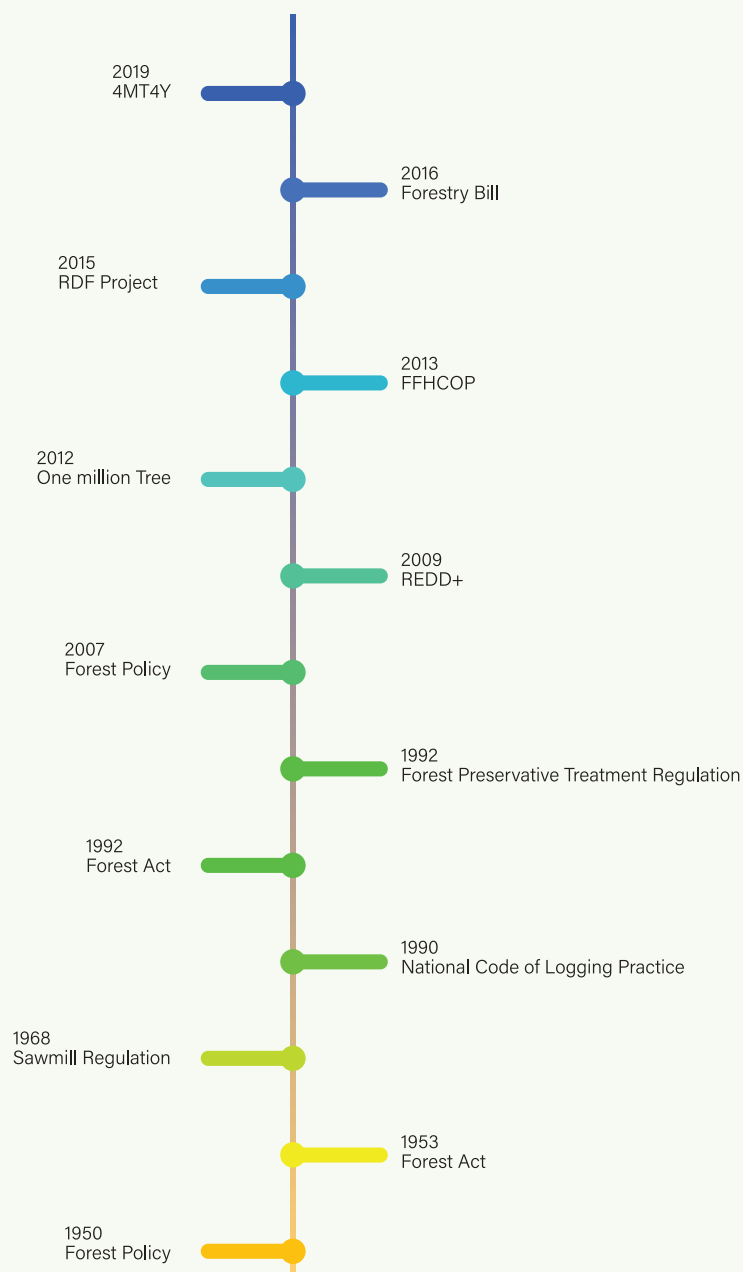 2019
4MT4Y
2016
Forestry Bill
2015
RDF Project
2013
FFHCOP
2012
One million Tree
2009
REDD+
2007
Forest Policy
1992
Forest Preservative Treatment Regulation
1992
Forest Act
1990
National Code of Logging Practice
1968
Sawmill Regulation
1953
Forest Act
1950
Forest Policy